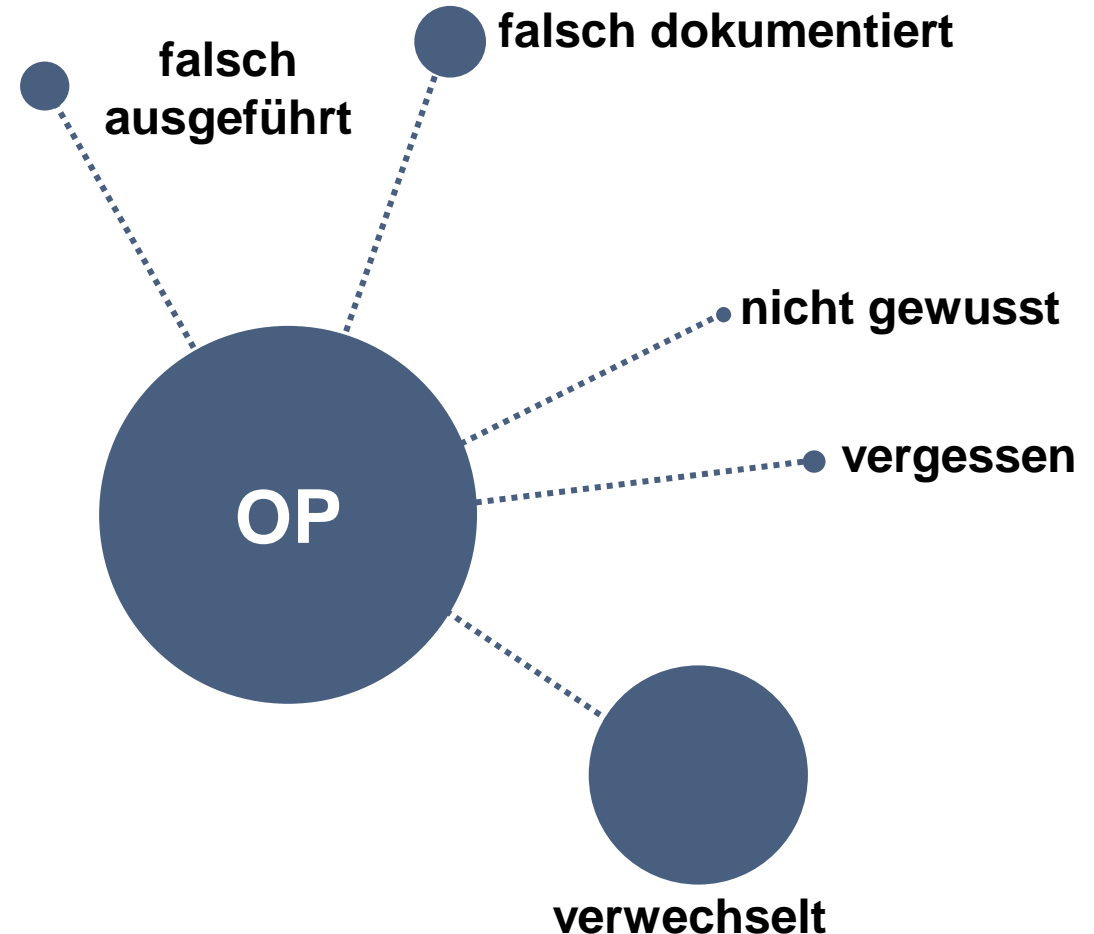 falsch dokumentiert
falsch
ausgeführt
nicht gewusst
vergessen
OP
verwechselt